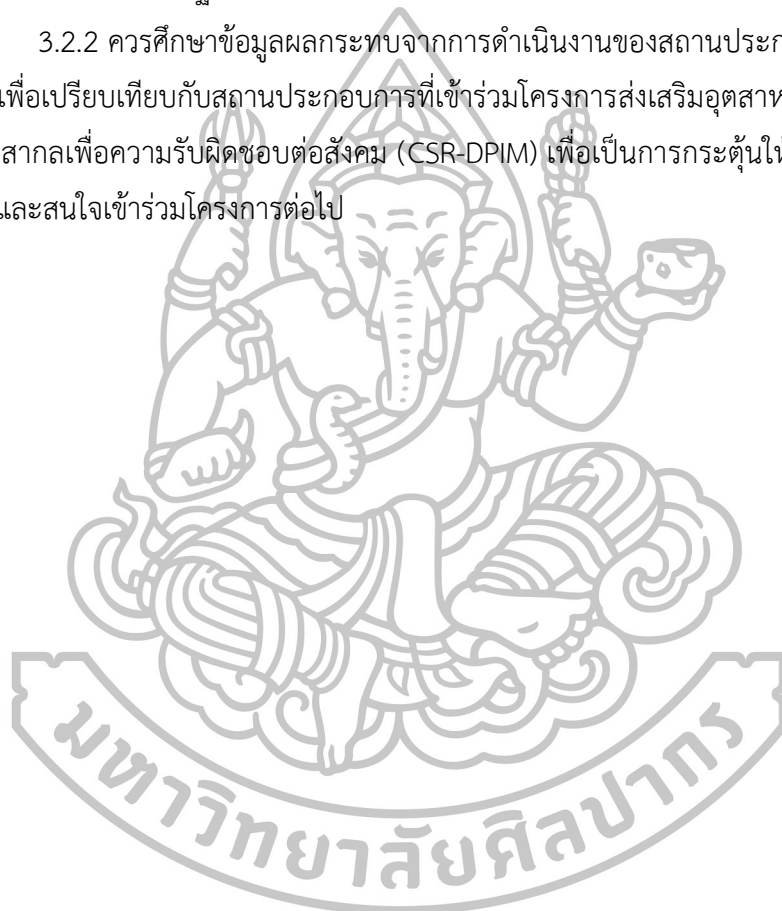 3.2.2 ควรศึกษาข้อมูลผลกระทบจากการดำเนินงานของสถานประก
เพื่อเปรียบเทียบกับสถานประกอบการที่เข้าร่วมโครงการส่งเสริมอุตสาห
สากลเพื่อความรับผิดชอบต่อสังคม (CSR-DPIM) เพื่อเป็นการกระตุ้นให้
และสนใจเข้าร่วมโครงการต่อไป
มหาวิทยาลัยศิลปากร